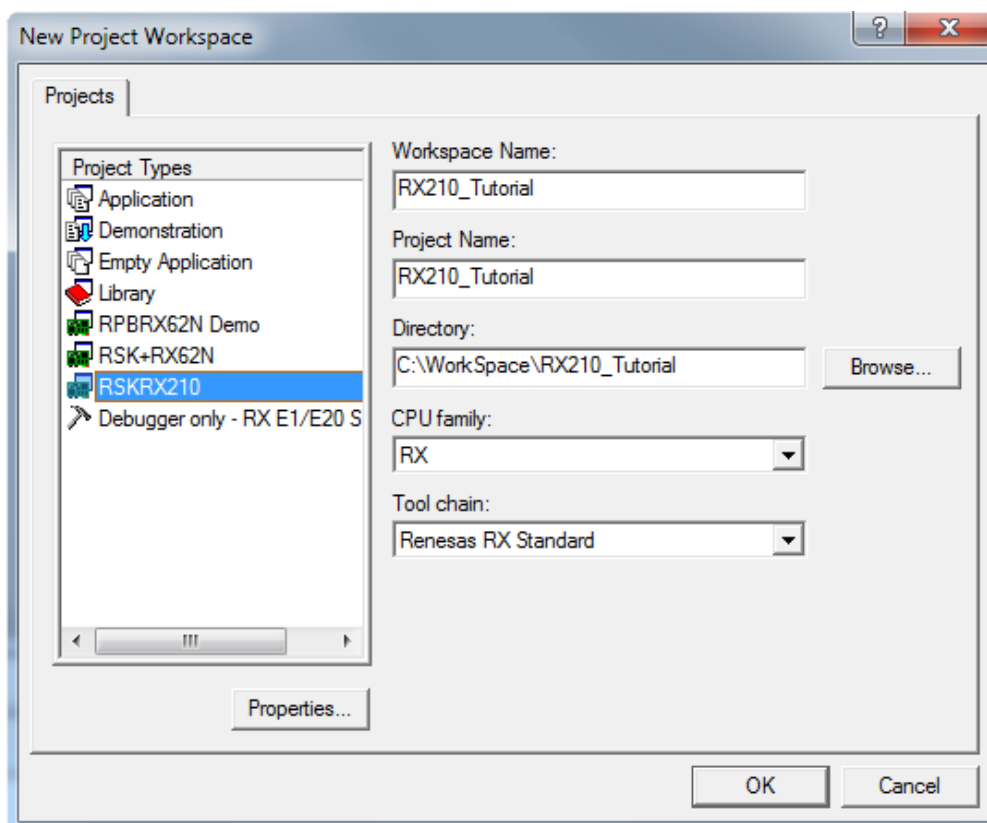 New Project Workspace
Projects
Project Types
Application
Demonstration
Empty Application
Library
RPBRX62N Demo
RSK+RX62N
RSKRX210
Debugger only - RX E1/E20 S
Properties...
Workspace Name:
RX210_Tutorial
Project Name:
RX210_Tutorial
Directory:
C:\WorkSpace\RX210_Tutorial
Browse...
CPU family:
RX
Tool chain:
Renesas RX Standard
OK
Cancel